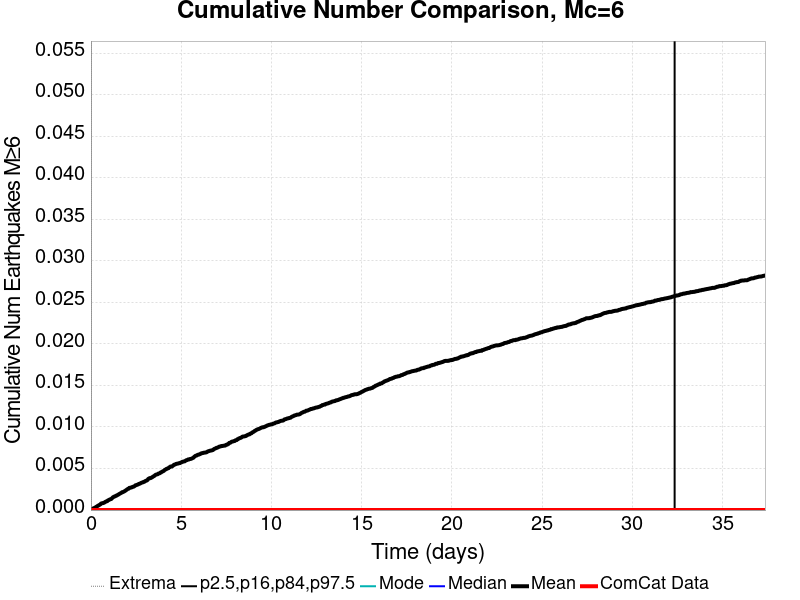 Cumulative Number Comparison, Mc=6
Cumulative Num Earthquakes M≥6
0.055
0.050
0.045
0.040
0.035
0.030
0.025
0.020
0.015
0.010
0.005
0.000
0 5 10 15 20 25 30 35
Time (days)
Extrema p2.5,p16,p84,p97.5 Mode Median Mean ComCat Data